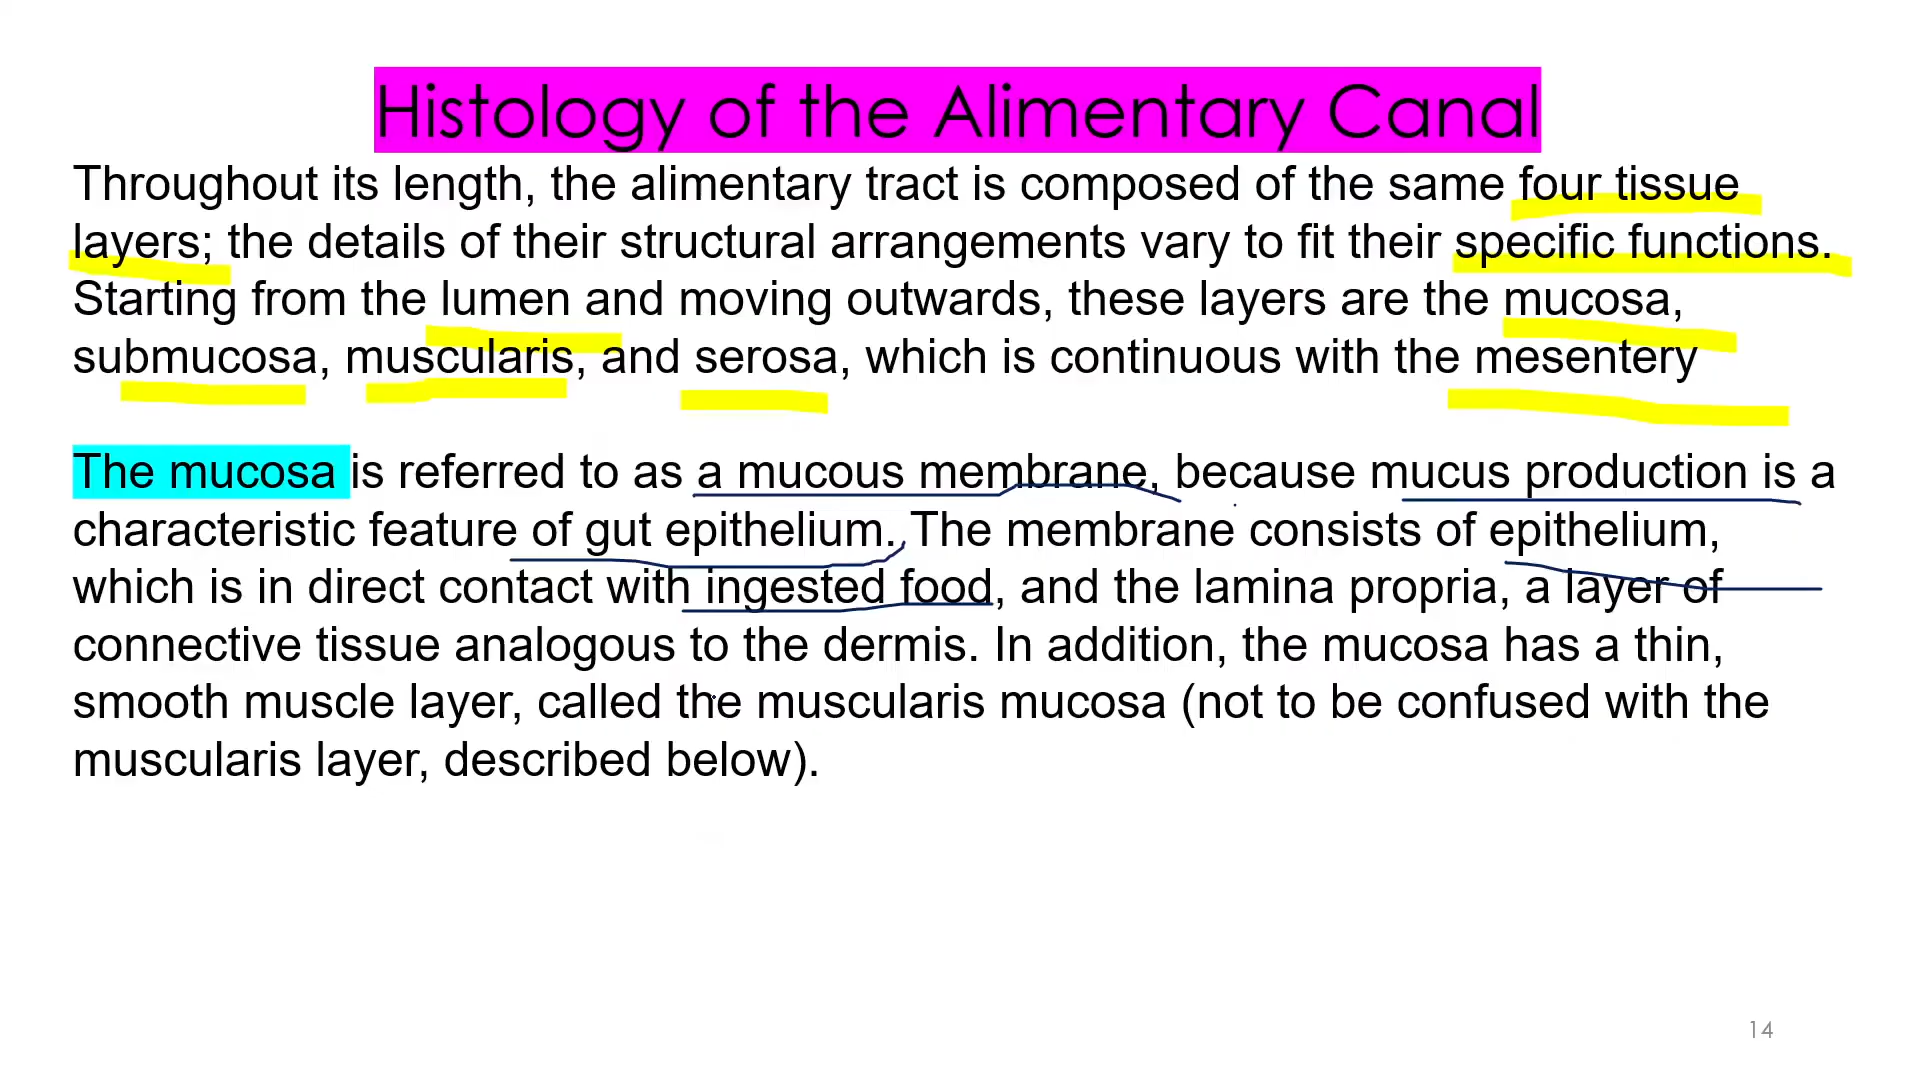 Histology of the Alimentary Canal
Throughout its length, the alimentary tract is composed of the same four tissue
layers; the details of their structural arrangements vary to fit their specific functions.
Starting from the lumen and moving outwards, these layers are the mucosa,
submucosa, muscularis, and serosa, which is continuous with the mesentery
The mucosa is referred to as a mucous membrane, because mucus production is a
characteristic feature of gut epithelium. The membrane consists of epithelium,
which is in direct contact with ingested food, and the lamina propria, a layer of
connective tissue analogous to the dermis. In addition, the mucosa has a thin,
smooth muscle layer, called the muscularis mucosa (not to be confused with the
muscularis layer, described below).
14